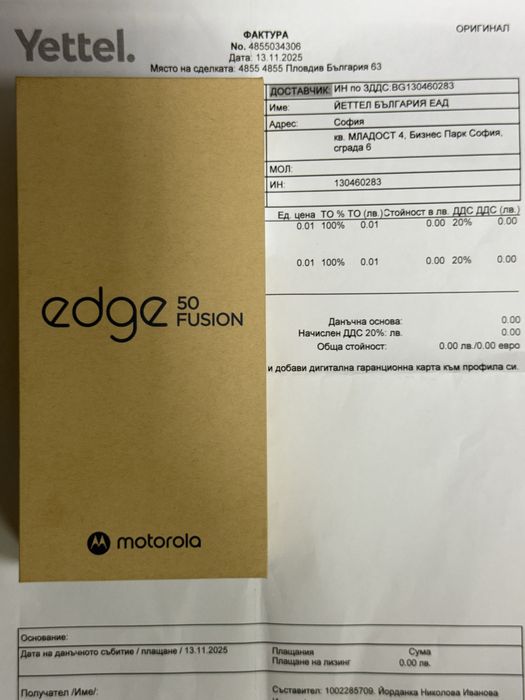 Yettel.
ОРИГИНАЛ
ФАКТУРА
No. 4855034306
Дата: 13.11.2025
Място на сделката: 4855 4855 Пловдив България 63
ДОСТАВЧИК: ИН по ЗДДС:BG130460283
Име: ЙЕТТЕЛ БЪЛГАРИЯ ЕАД
Адрес: София
кв. МЛАДОСТ 4, Бизнес Парк София,
сграда 6
МОЛ:
ИН: 130460283
Ед. цена ТО % ТО (лв.) Стойност в лв. ДДС ДДС (лв.)
0.01 100% 0.01 0.00 20% 0.00
0.01 100% 0.01 0.00 20% 0.00
Данъчна основа: 0.00
Начислен ДДС 20%: лв. 0.00
Обща стойност: 0.00 лв./0.00 евро
и добави дигитална гаранционна карта към профила си.
edge 50 FUSION
motorola
Основание:
Дата на данъчното събитие / плащане / 13.11.2025
Плащания Сума
Плащане на лизинг 0.00 лв.
Получател /Име/:
Съставител: 1002285709. Йорданка Николова Иванова